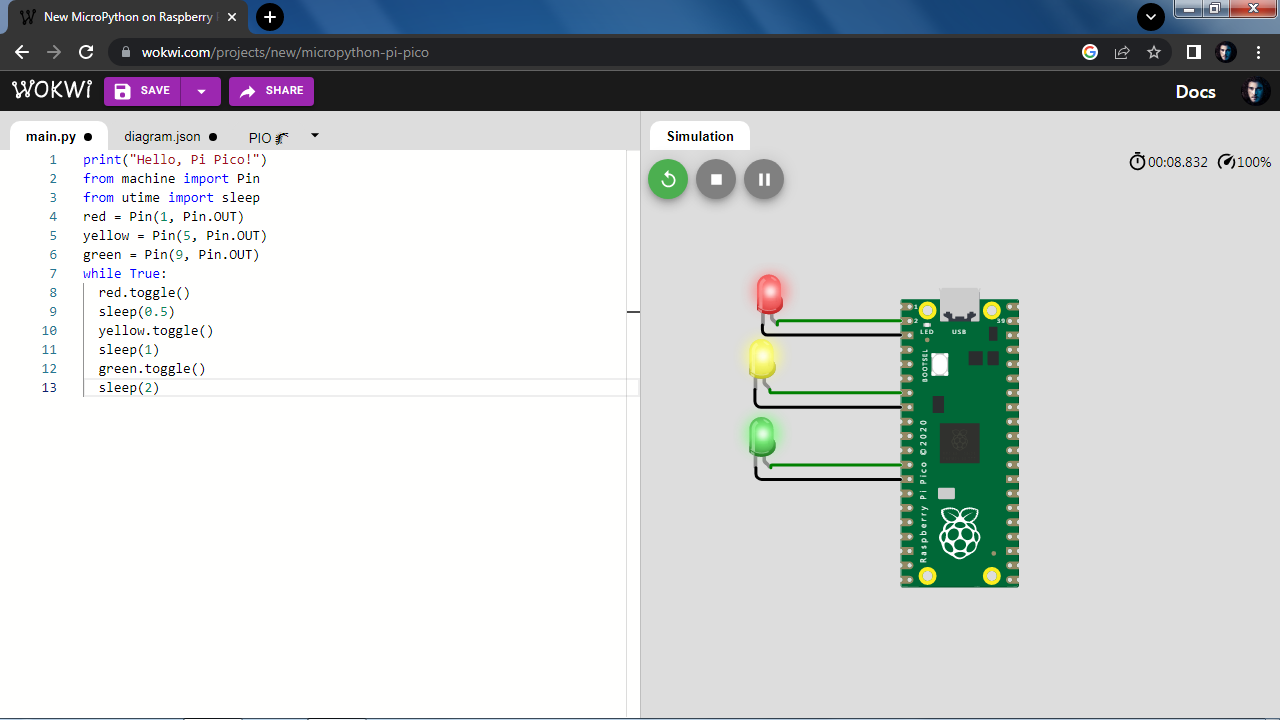 New MicroPython on Raspberry
wokwi.com/projects/new/micropython-pi-pico
WOKWI SAVE SHARE Docs
main.py diagram.json PIO
Simulation
00:08.832 100%
1 print("Hello, Pi Pico!")
2 from machine import Pin
3 from utime import sleep
4 red = Pin(1, Pin.OUT)
5 yellow = Pin(5, Pin.OUT)
6 green = Pin(9, Pin.OUT)
7 while True:
8 red.toggle()
9 sleep(0.5)
10 yellow.toggle()
11 sleep(1)
12 green.toggle()
13 sleep(2)
1
2
39
LED USB
BOOTSEL
Raspberry Pi Pico ©2020